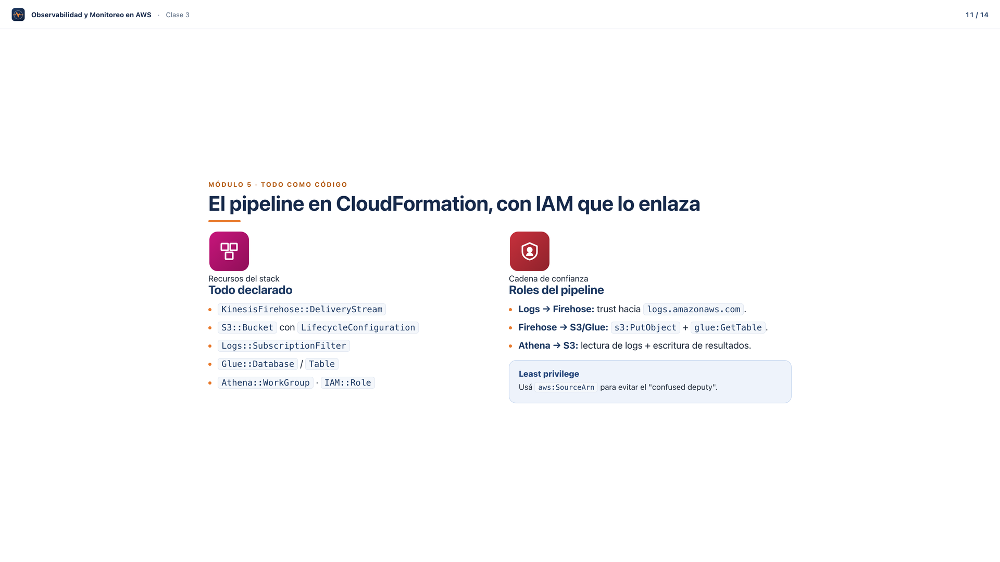 Observabilidad y Monitoreo en AWS · Clase 3
11 / 14
MÓDULO 5 · TODO COMO CÓDIGO
El pipeline en CloudFormation, con IAM que lo enlaza
Recursos del stack
Todo declarado
• KinesisFirehose::DeliveryStream
• S3::Bucket con LifecycleConfiguration
• Logs::SubscriptionFilter
• Glue::Database / Table
• Athena::WorkGroup · IAM::Role
Cadena de confianza
Roles del pipeline
• Logs → Firehose: trust hacia logs.amazonaws.com.
• Firehose → S3/Glue: s3:PutObject + glue:GetTable.
• Athena → S3: lectura de logs + escritura de resultados.
Least privilege
Usá aws:SourceArn para evitar el "confused deputy".